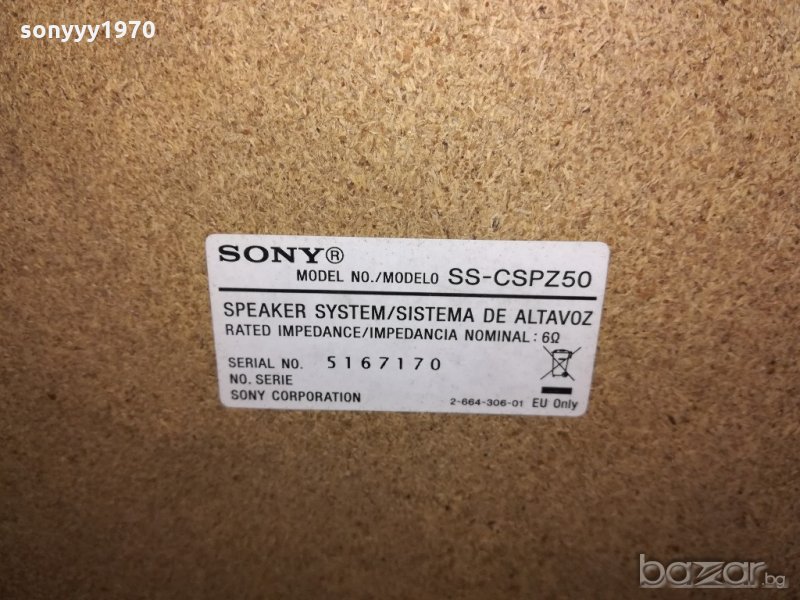 sonyyy1970
SONY®
MODEL NO./MODELO SS-CSPZ50
SPEAKER SYSTEM/SISTEMA DE ALTAVOZ
RATED IMPEDANCE/IMPEDANCIA NOMINAL : 6Ω
SERIAL NO. 5167170
NO. SERIE
SONY CORPORATION
2-664-306-01 EU Only
bazar.bg